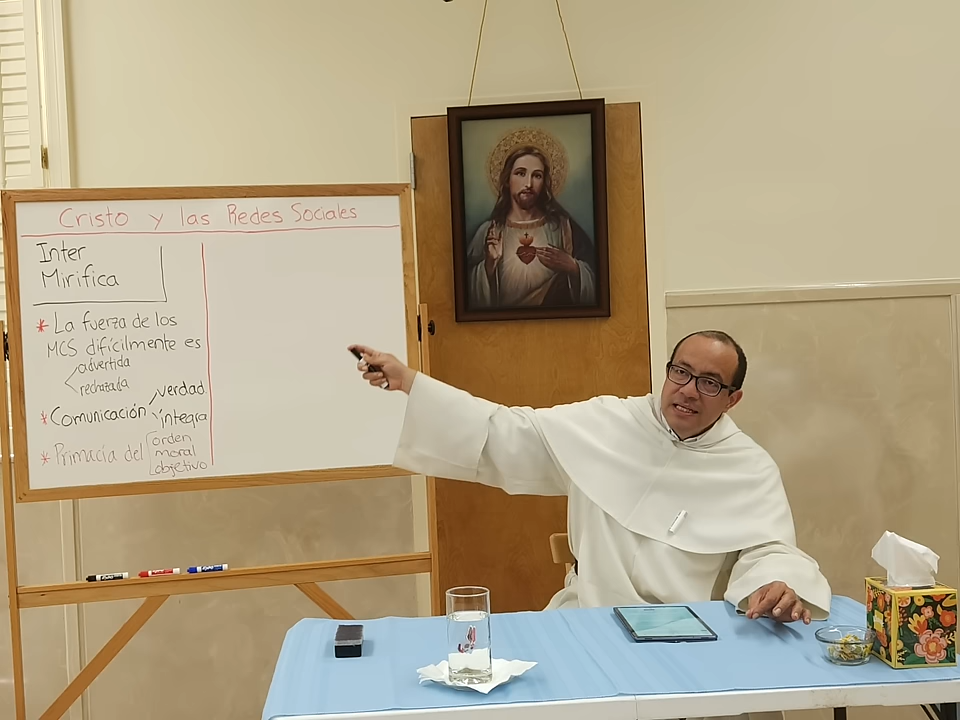 Cristo y las Redes Sociales
Inter
Mirifica
* La fuerza de los
MCS difícilmente es
advertida
rechazada
* Comunicación
verdad
íntegra
* Primacía del
orden
moral
objetivo